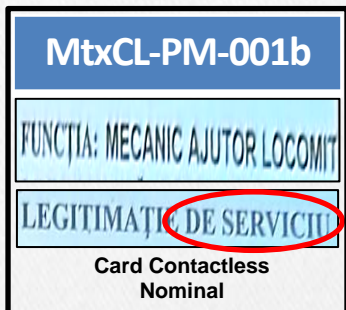 MtxCL-PM-001b
FUNCȚIA: MECANIC AJUTOR LOCOMIT
LEGITIMAȚIE DE SERVICIU
Card Contactless
Nominal